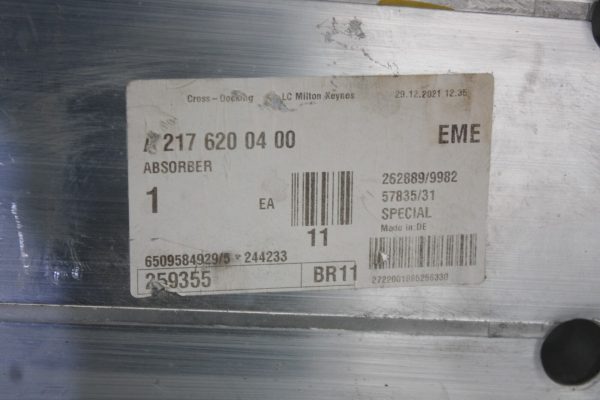 Cross-Docking LC Milton Keynes 29.12.2021 12.35
A 217 620 04 00 EME
ABSORBER
1 EA 262889/9982
57835/31
SPECIAL
11 Made in:DE
6509584929/5 * 244233
259355 BR11